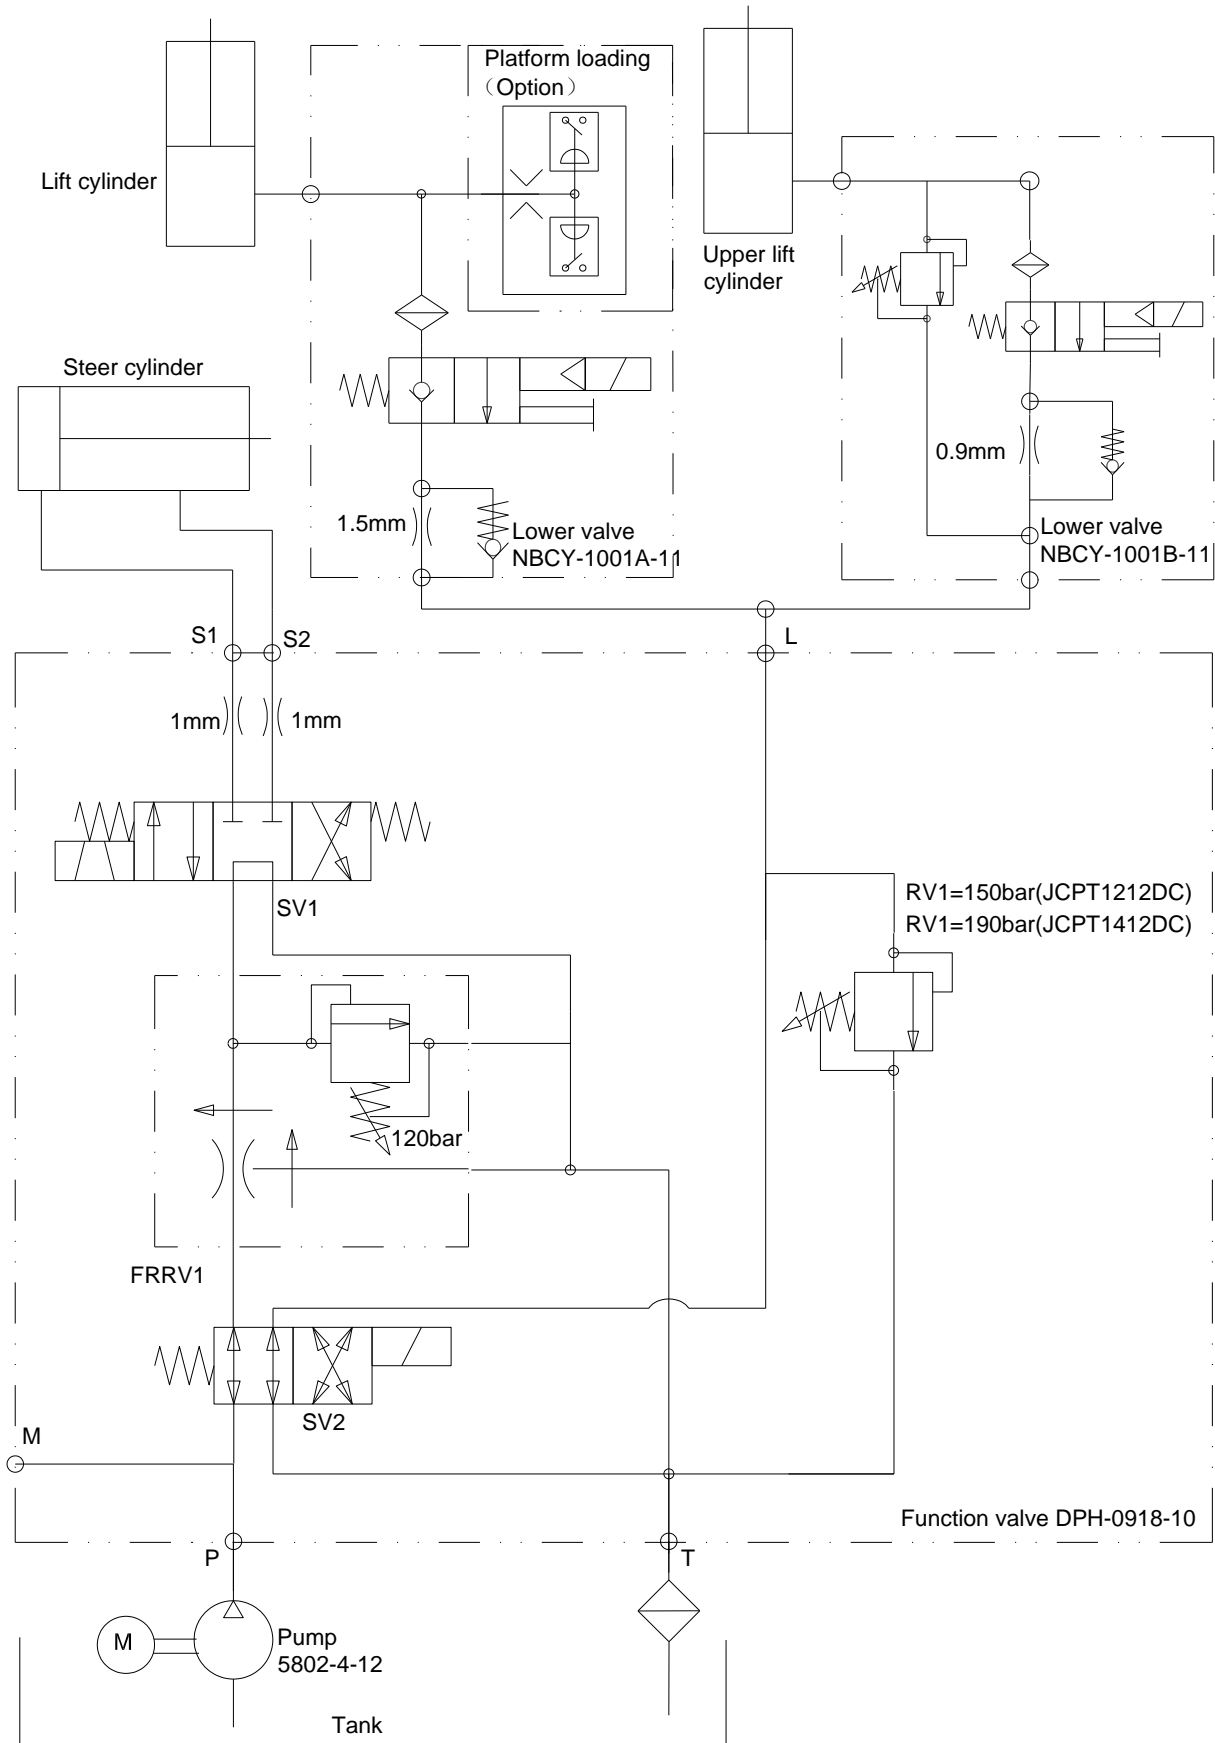 Platform loading
（Option）
Lift cylinder
Upper lift
cylinder
Steer cylinder
0.9mm
1.5mm
Lower valve
NBCY-1001A-11
Lower valve
NBCY-1001B-11
S1
S2
L
1mm
1mm
SV1
RV1=150bar(JCPT1212DC)
RV1=190bar(JCPT1412DC)
120bar
FRRV1
SV2
M
Function valve DPH-0918-10
P
T
M
Pump
5802-4-12
Tank